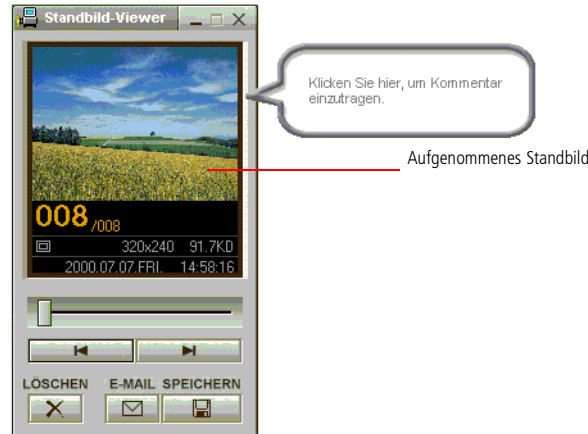 Standbild-Viewer
Klicken Sie hier, um Kommentar
einzutragen.
Aufgenommenes Standbild
008/008
320x240 91.7KD
2000.07.07.FRI. 14:58:16
LÖSCHEN E-MAIL SPEICHERN